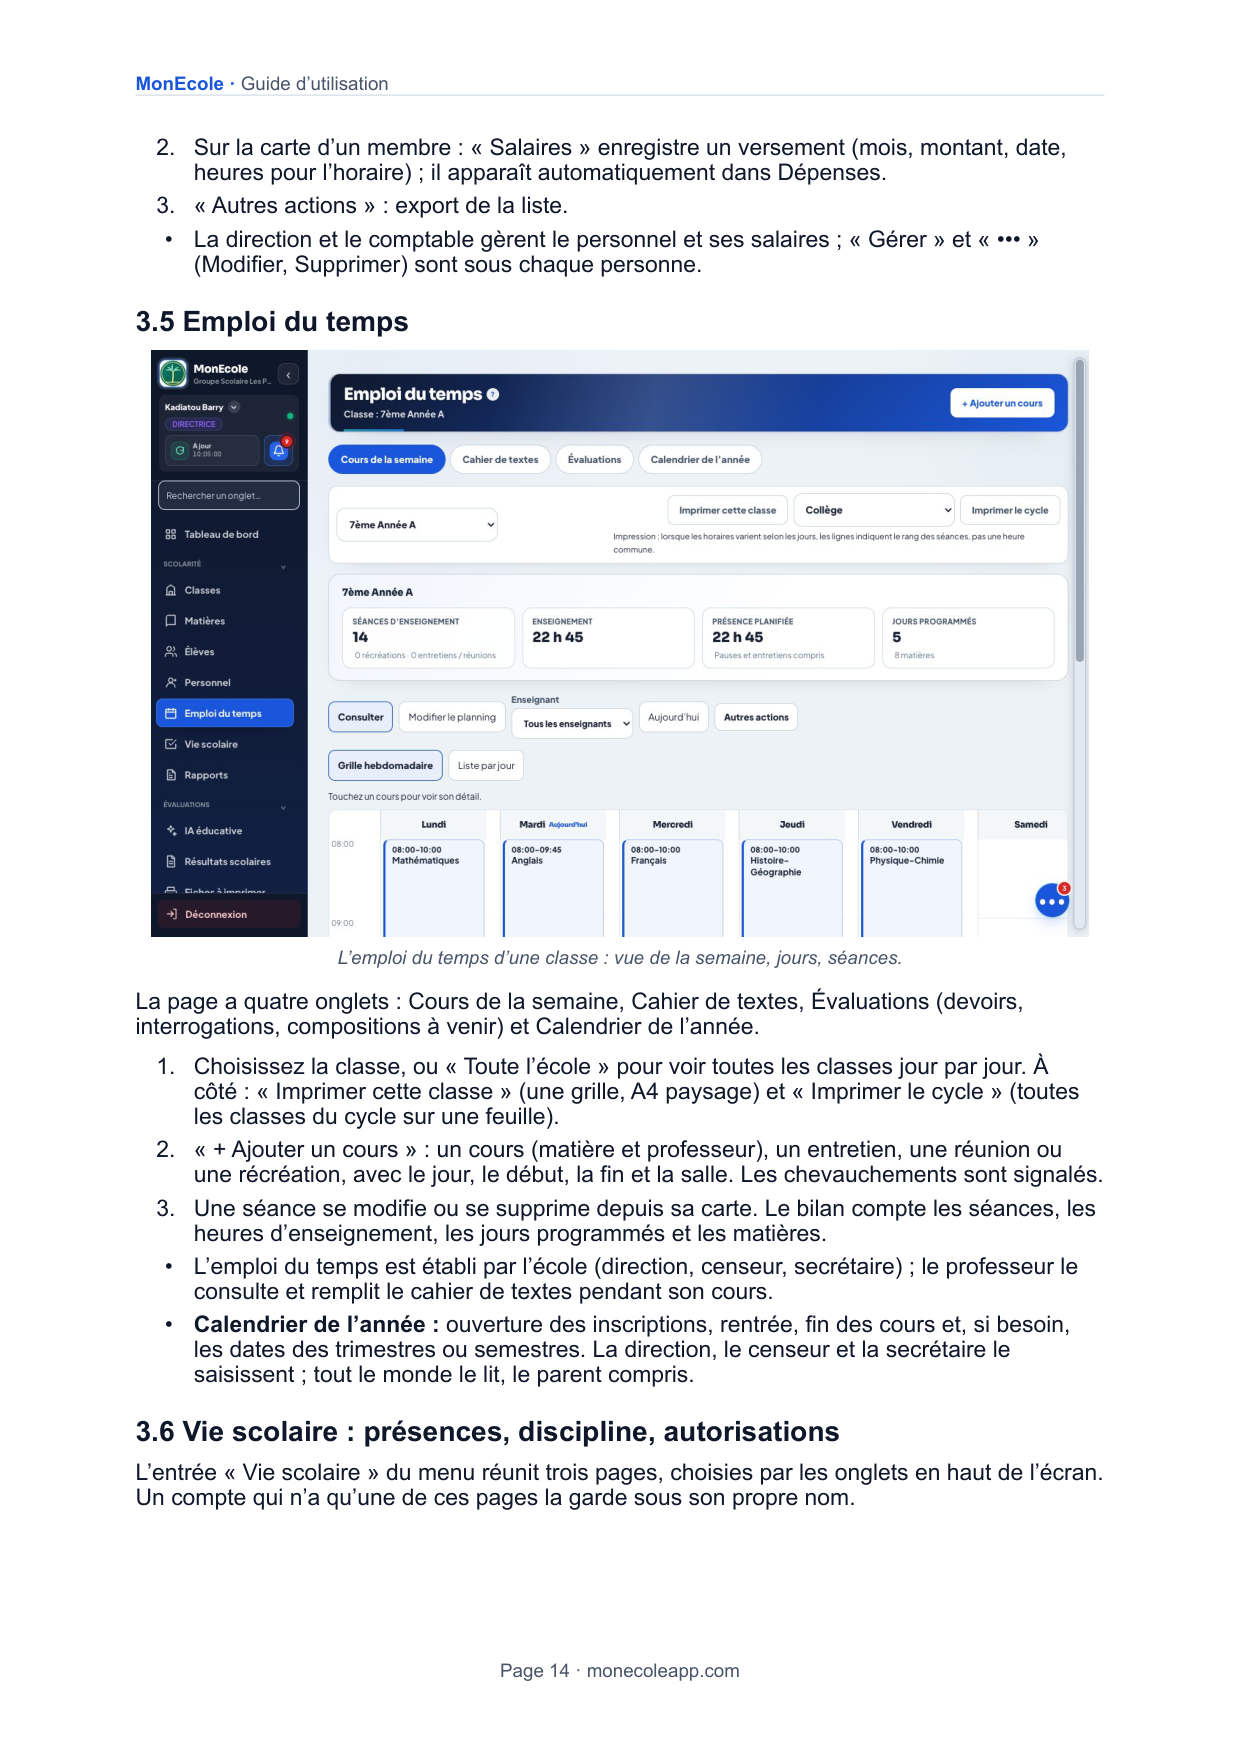 MonEcole · Guide d’utilisation
2. Sur la carte d’un membre : « Salaires » enregistre un versement (mois, montant, date,
heures pour l’horaire) ; il apparaît automatiquement dans Dépenses.
3. « Autres actions » : export de la liste.
• La direction et le comptable gèrent le personnel et ses salaires ; « Gérer » et « ••• »
(Modifier, Supprimer) sont sous chaque personne.
3.5 Emploi du temps
MonEcole
Groupe Scolaire Les P...
Kadiatou Barry
DIRECTRICE
À jour
10:05:00
9
Rechercher un onglet...
Tableau de bord
SCOLARITÉ
Classes
Matières
Élèves
Personnel
Emploi du temps
Vie scolaire
Rapports
ÉVALUATIONS
IA éducative
Résultats scolaires
Fiches à imprimer
Déconnexion
Emploi du temps ?
Classe : 7ème Année A
+ Ajouter un cours
Cours de la semaine Cahier de textes Évaluations Calendrier de l'année
7ème Année A Imprimer cette classe Collège Imprimer le cycle
Impression : lorsque les horaires varient selon les jours, les lignes indiquent le rang des séances, pas une heure
commune.
7ème Année A
SÉANCES D'ENSEIGNEMENT ENSEIGNEMENT PRÉSENCE PLANIFIÉE JOURS PROGRAMMÉS
14 22 h 45 22 h 45 5
0 récréations · 0 entretiens / réunions Pauses et entretiens compris 8 matières
Enseignant
Consulter Modifier le planning Tous les enseignants Aujourd'hui Autres actions
Grille hebdomadaire Liste par jour
Touchez un cours pour voir son détail.
Lundi Mardi Aujourd'hui Mercredi Jeudi Vendredi Samedi
08:00
08:00–10:00 08:00–09:45 08:00–10:00 08:00–10:00 08:00–10:00
Mathématiques Anglais Français Histoire-Géographie Physique-Chimie
3
09:00
L’emploi du temps d’une classe : vue de la semaine, jours, séances.
La page a quatre onglets : Cours de la semaine, Cahier de textes, Évaluations (devoirs,
interrogations, compositions à venir) et Calendrier de l’année.
1. Choisissez la classe, ou « Toute l’école » pour voir toutes les classes jour par jour. À
côté : « Imprimer cette classe » (une grille, A4 paysage) et « Imprimer le cycle » (toutes
les classes du cycle sur une feuille).
2. « + Ajouter un cours » : un cours (matière et professeur), un entretien, une réunion ou
une récréation, avec le jour, le début, la fin et la salle. Les chevauchements sont signalés.
3. Une séance se modifie ou se supprime depuis sa carte. Le bilan compte les séances, les
heures d’enseignement, les jours programmés et les matières.
• L’emploi du temps est établi par l’école (direction, censeur, secrétaire) ; le professeur le
consulte et remplit le cahier de textes pendant son cours.
• Calendrier de l’année : ouverture des inscriptions, rentrée, fin des cours et, si besoin,
les dates des trimestres ou semestres. La direction, le censeur et la secrétaire le
saisissent ; tout le monde le lit, le parent compris.
3.6 Vie scolaire : présences, discipline, autorisations
L’entrée « Vie scolaire » du menu réunit trois pages, choisies par les onglets en haut de l’écran.
Un compte qui n’a qu’une de ces pages la garde sous son propre nom.
Page 14 · monecoleapp.com